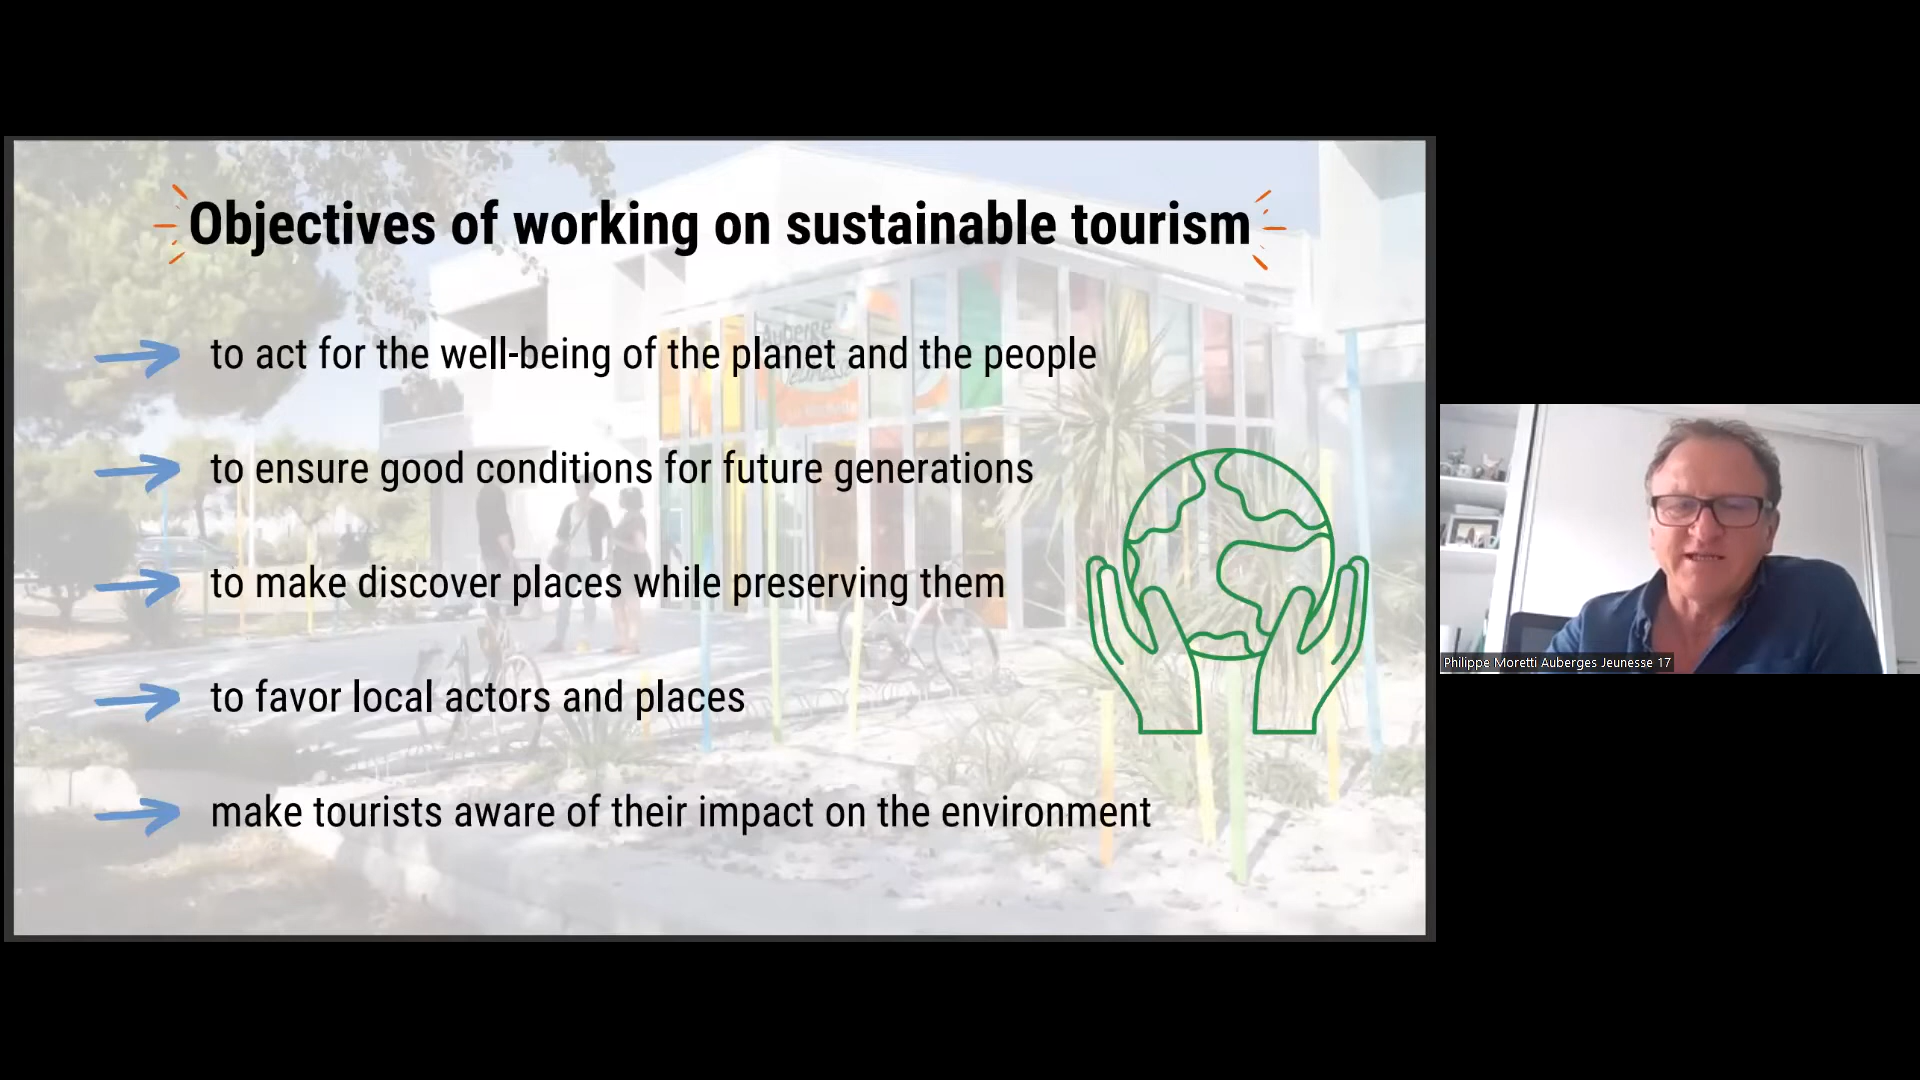 Objectives of working on sustainable tourism
to act for the well-being of the planet and the people
to ensure good conditions for future generations
to make discover places while preserving them
to favor local actors and places
make tourists aware of their impact on the environment
Auberge
Philippe Moretti Auberges Jeunesse 17